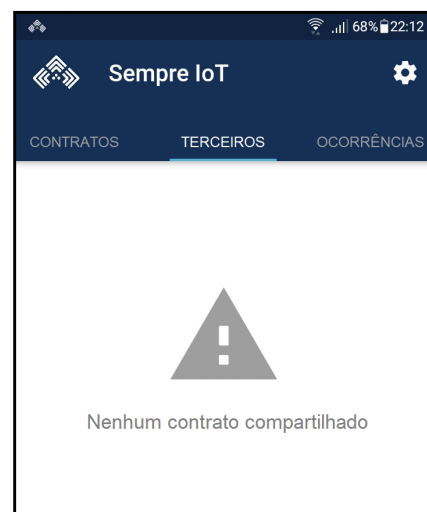 68% 22:12
Sempre IoT
CONTRATOS TERCEIROS OCORRÊNCIAS
Nenhum contrato compartilhado